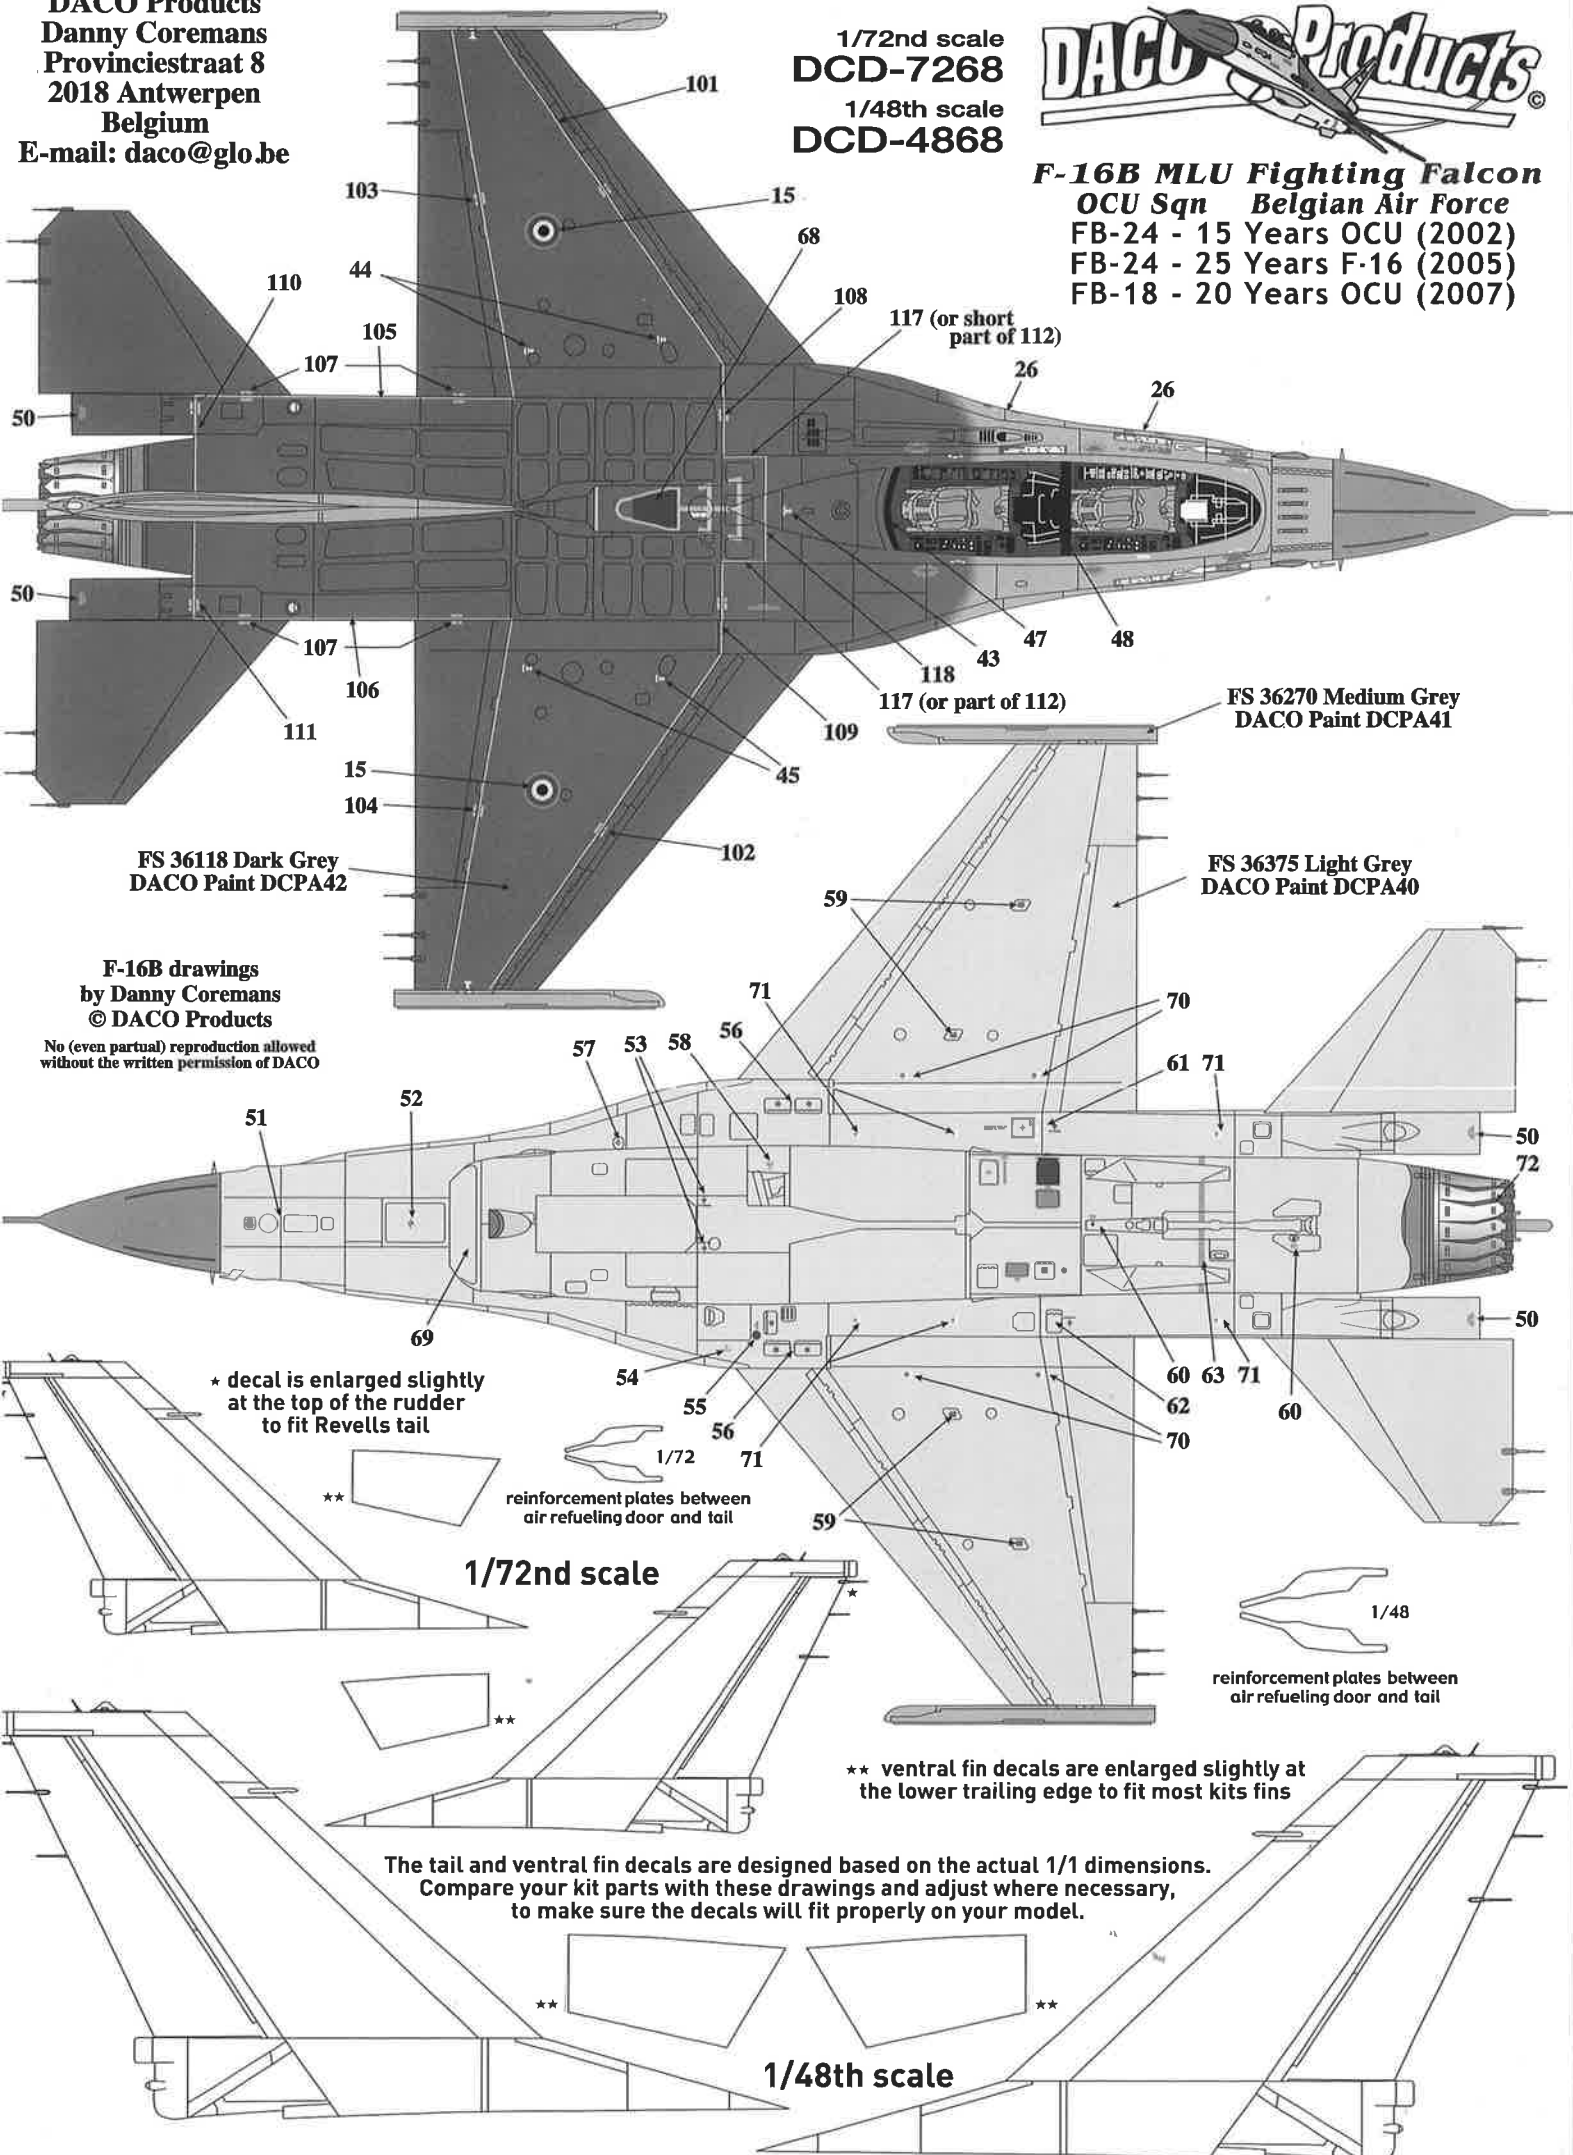 DACO Products
Danny Coremans
Provinciestraat 8
2018 Antwerpen
Belgium
E-mail: daco@glo.be
1/72nd scale
DCD-7268
1/48th scale
DCD-4868
DACO Products ©
F-16B MLU Fighting Falcon
OCU Sqn Belgian Air Force
FB-24 - 15 Years OCU (2002)
FB-24 - 25 Years F-16 (2005)
FB-18 - 20 Years OCU (2007)
101
103
15
68
44
110
108
105
117 (or short
part of 112)
107
26
26
50
50
107
106
111
47
48
43
118
117 (or part of 112)
109
45
15
104
102
FS 36270 Medium Grey
DACO Paint DCPA41
FS 36118 Dark Grey
DACO Paint DCPA42
FS 36375 Light Grey
DACO Paint DCPA40
59
F-16B drawings
by Danny Coremans
© DACO Products
No (even partual) reproduction allowed
without the written permission of DACO
71
70
56
57
53
58
61
71
52
51
50
72
69
54
55
56
71
60
63
71
62
60
50
70
59
★ decal is enlarged slightly
at the top of the rudder
to fit Revells tail
1/72
★★
reinforcement plates between
air refueling door and tail
1/72nd scale
★
1/48
reinforcement plates between
air refueling door and tail
★★
★★ ventral fin decals are enlarged slightly at
the lower trailing edge to fit most kits fins
The tail and ventral fin decals are designed based on the actual 1/1 dimensions.
Compare your kit parts with these drawings and adjust where necessary,
to make sure the decals will fit properly on your model.
★★
★★
1/48th scale